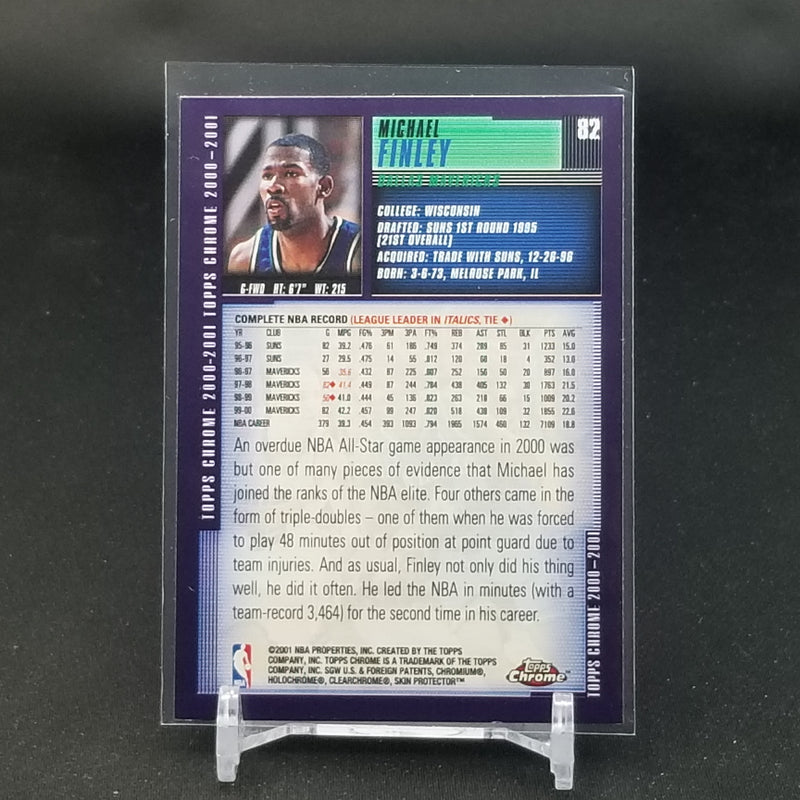 MICHAEL
FINLEY
82
DALLAS MAVERICKS
COLLEGE: WISCONSIN
DRAFTED: SUNS 1ST ROUND 1995
(21ST OVERALL)
ACQUIRED: TRADE WITH SUNS, 12-26-96
BORN: 3-6-73, MELROSE PARK, IL
G-FWD HT: 6'7" WT: 215
TOPPS CHROME 2000-2001 TOPPS CHROME 2000-2001
COMPLETE NBA RECORD (LEAGUE LEADER IN ITALICS, TIE ◆)
YR CLUB G MPG FG% 3PM 3PA FT% REB AST STL BLK PTS AVG
95-96 SUNS 82 39.2 .476 61 186 .749 374 289 85 31 1233 15.0
96-97 SUNS 27 29.5 .475 14 55 .812 120 68 18 4 352 13.0
96-97 MAVERICKS 56 35.6 .432 87 225 .807 252 156 50 20 897 16.0
97-98 MAVERICKS 82◆ 41.4 .449 87 244 .784 438 405 132 30 1763 21.5
98-99 MAVERICKS 50◆ 41.0 .444 45 136 .823 263 218 66 15 1009 20.2
99-00 MAVERICKS 82 42.2 .457 99 247 .820 518 438 109 32 1855 22.6
NBA CAREER 379 39.3 .454 393 1093 .794 1965 1574 460 132 7109 18.8
An overdue NBA All-Star game appearance in 2000 was
but one of many pieces of evidence that Michael has
joined the ranks of the NBA elite. Four others came in the
form of triple-doubles – one of them when he was forced
to play 48 minutes out of position at point guard due to
team injuries. And as usual, Finley not only did his thing
well, he did it often. He led the NBA in minutes (with a
team-record 3,464) for the second time in his career.
TOPPS CHROME 2000-2001
©2001 NBA PROPERTIES, INC. CREATED BY THE TOPPS
COMPANY, INC. TOPPS CHROME IS A TRADEMARK OF THE TOPPS
COMPANY, INC. SGW U.S. & FOREIGN PATENTS, CHROMIUM®,
HOLOCHROME®, CLEARCHROME®, SKIN PROTECTOR™
Topps
Chrome™